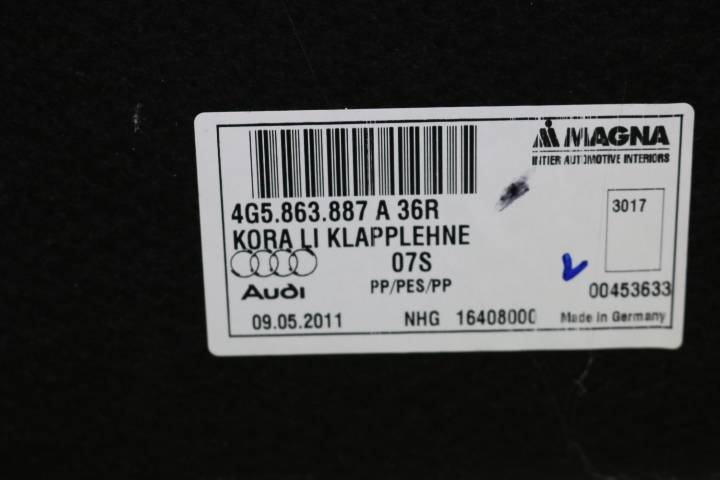 MAGNA
INTIER AUTOMOTIVE INTERIORS
4G5.863.887 A 36R
3017
KORA LI KLAPPLEHNE
07S
Audi
PP/PES/PP
00453633
09.05.2011 NHG 16408000 Made in Germany